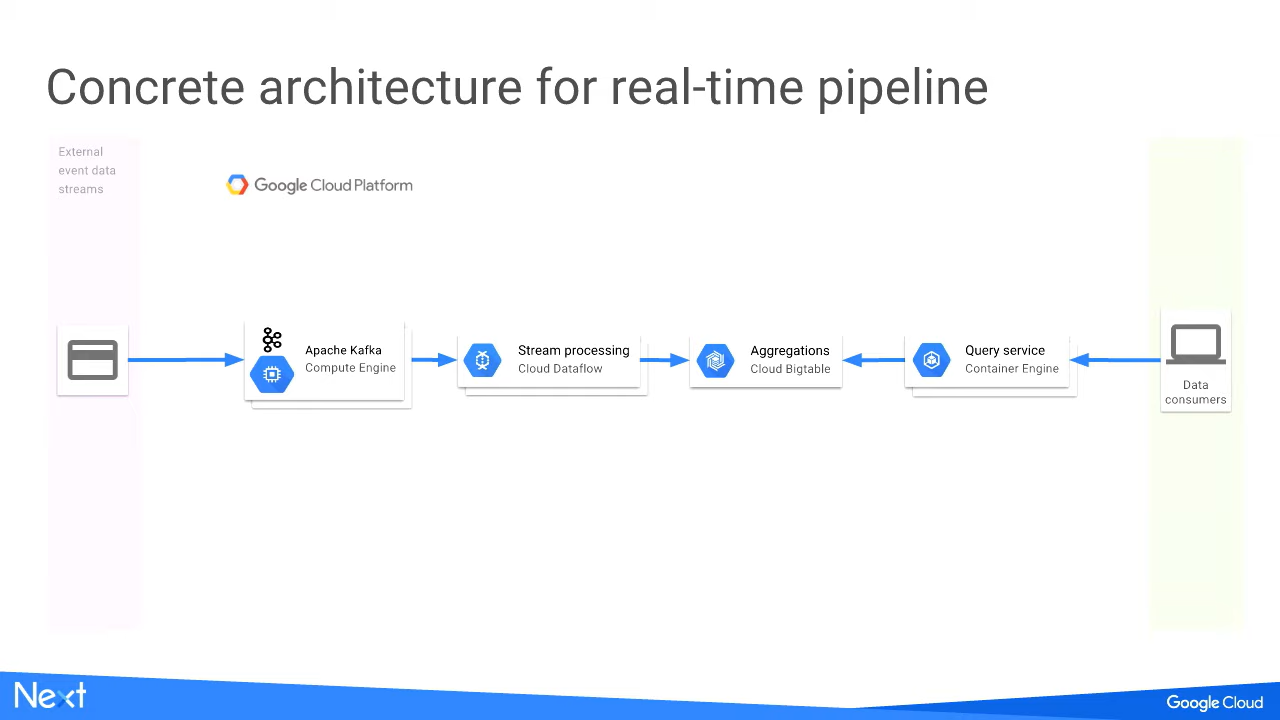 Concrete architecture for real-time pipeline
External
event data
streams
Google Cloud Platform
Apache Kafka
Compute Engine
Stream processing
Cloud Dataflow
Aggregations
Cloud Bigtable
Query service
Container Engine
Data
consumers
Next
Google Cloud